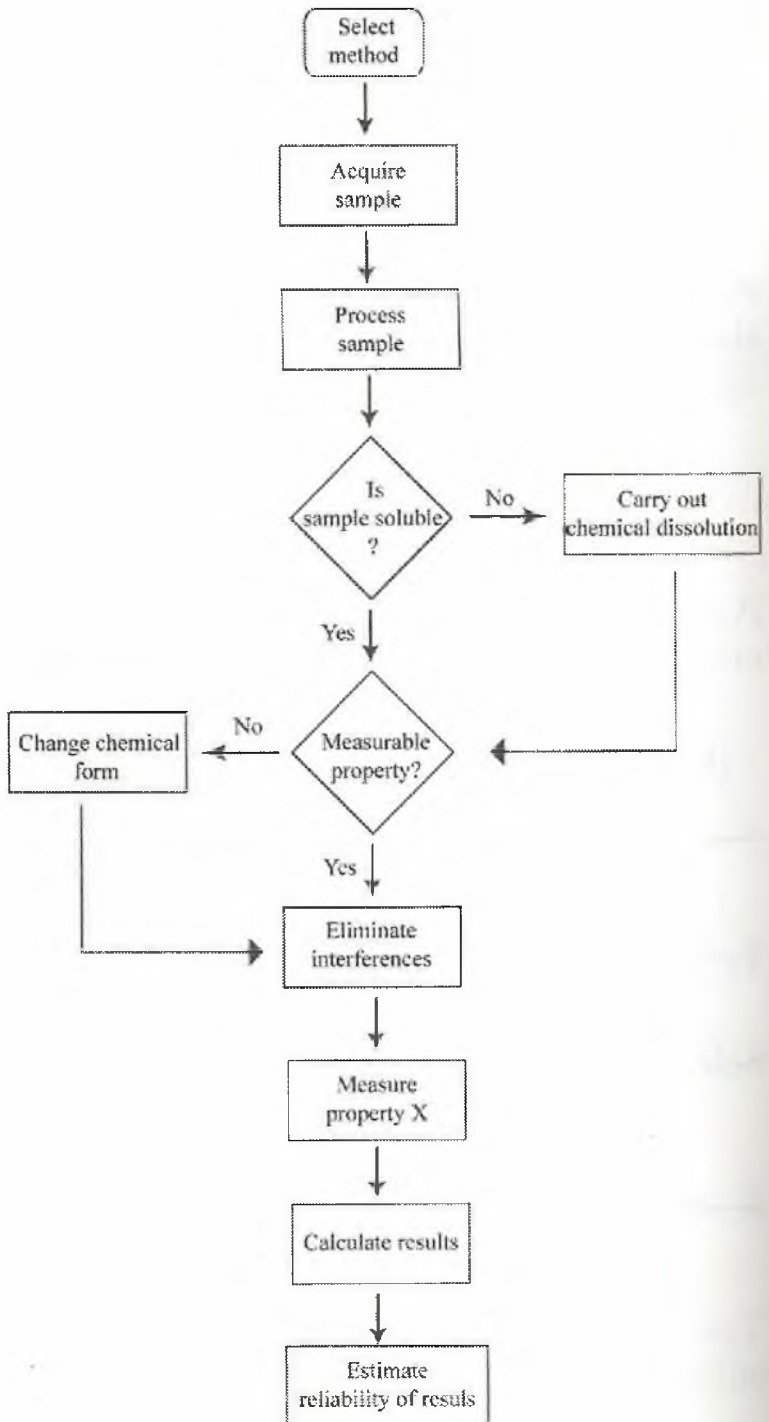 Select
method
Acquire
sample
Process
sample
Is
sample soluble
?
No
Carry out
chemical dissolution
Yes
Measurable
property?
No
Change chemical
form
Yes
Eliminate
interferences
Measure
property X
Calculate results
Estimate
reliability of resuls